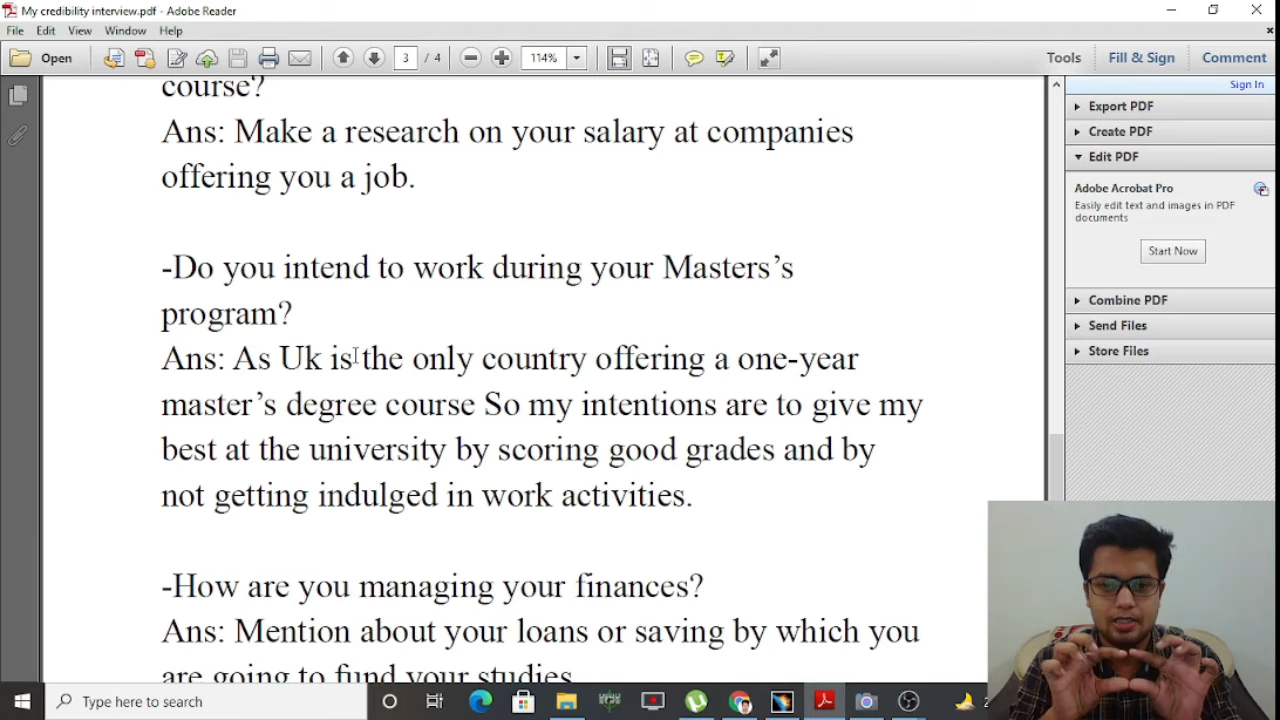 My credibility interview.pdf - Adobe Reader
File Edit View Window Help
Open 3 / 4 114% Tools Fill & Sign Comment
Sign In
course?
Ans: Make a research on your salary at companies
offering you a job.
-Do you intend to work during your Masters’s
program?
Ans: As Uk is the only country offering a one-year
master’s degree course So my intentions are to give my
best at the university by scoring good grades and by
not getting indulged in work activities.
-How are you managing your finances?
Ans: Mention about your loans or saving by which you
are going to fund your studies
Export PDF
Create PDF
Edit PDF
Adobe Acrobat Pro
Easily edit text and images in PDF
documents
Start Now
Combine PDF
Send Files
Store Files
Type here to search